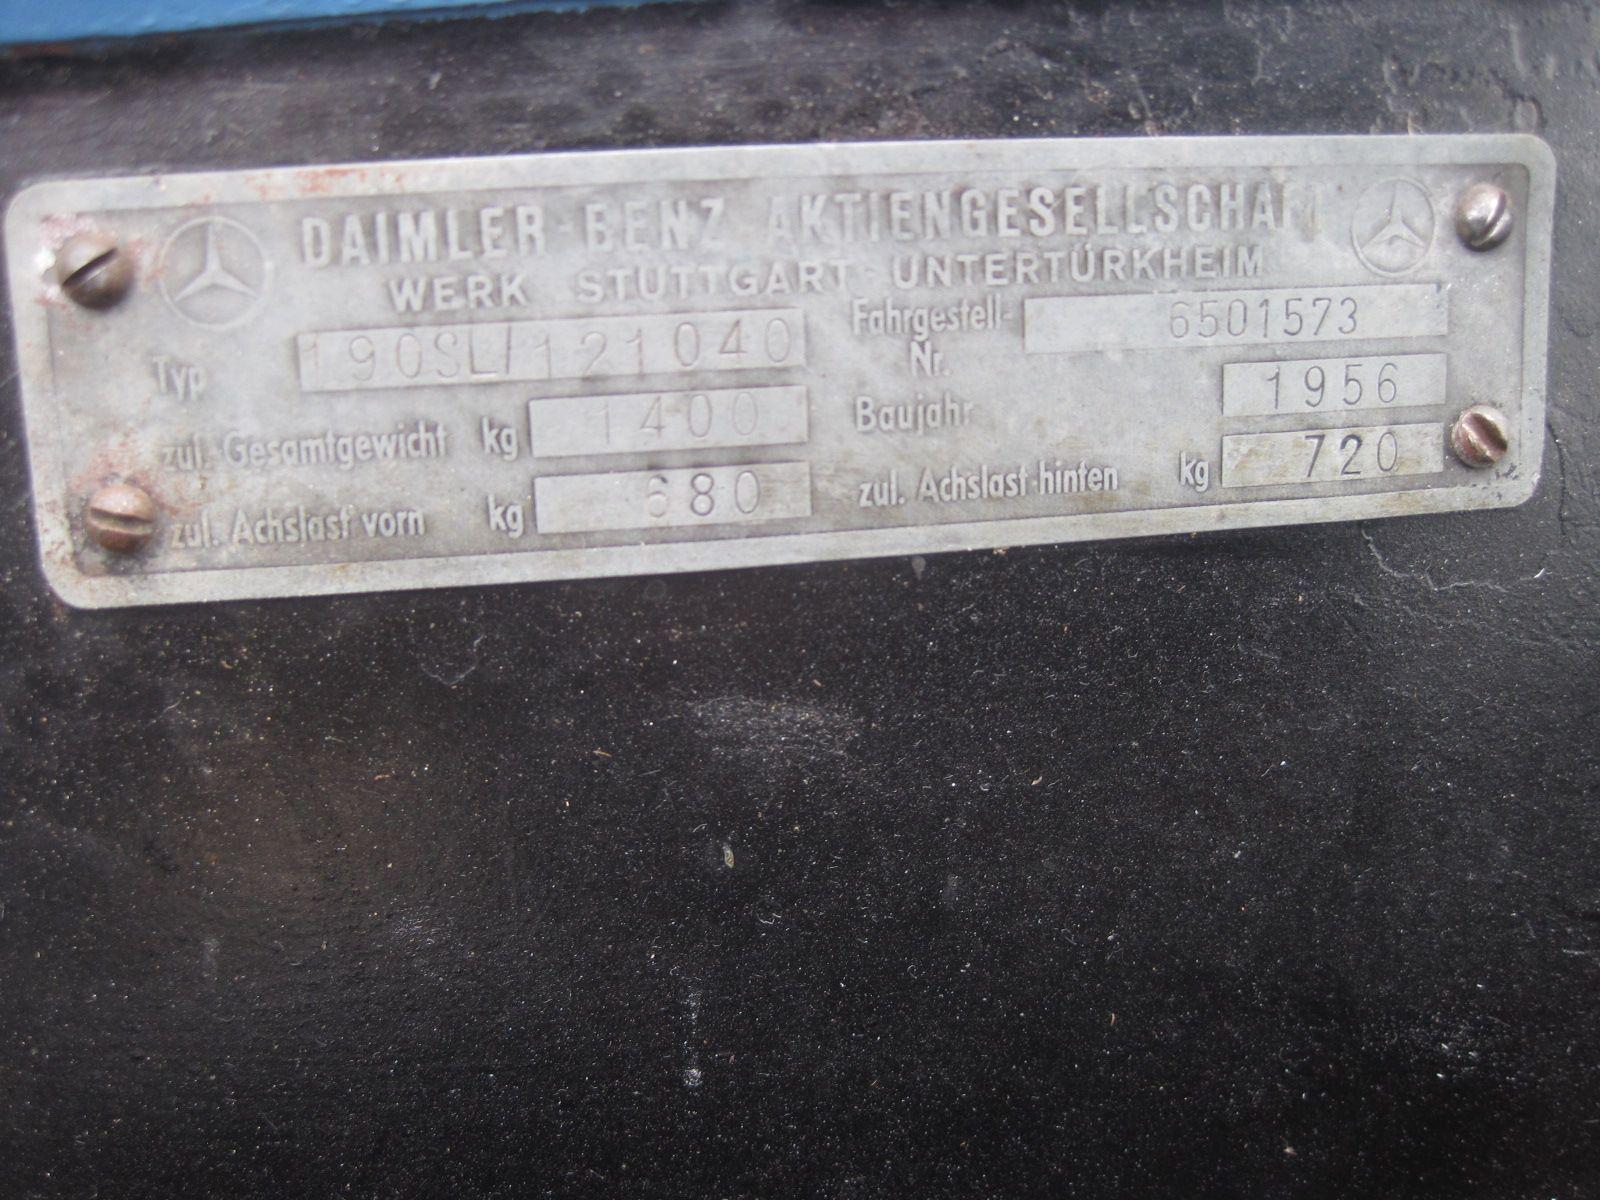 DAIMLER-BENZ AKTIENGESELLSCHAFT
WERK STUTTGART-UNTERTÜRKHEIM
Typ 190SL/121040
Fahrgestell-Nr. 6501573
zul. Gesamtgewicht kg 1400
Baujahr 1956
zul. Achslast vorn kg 680
zul. Achslast hinten kg 720